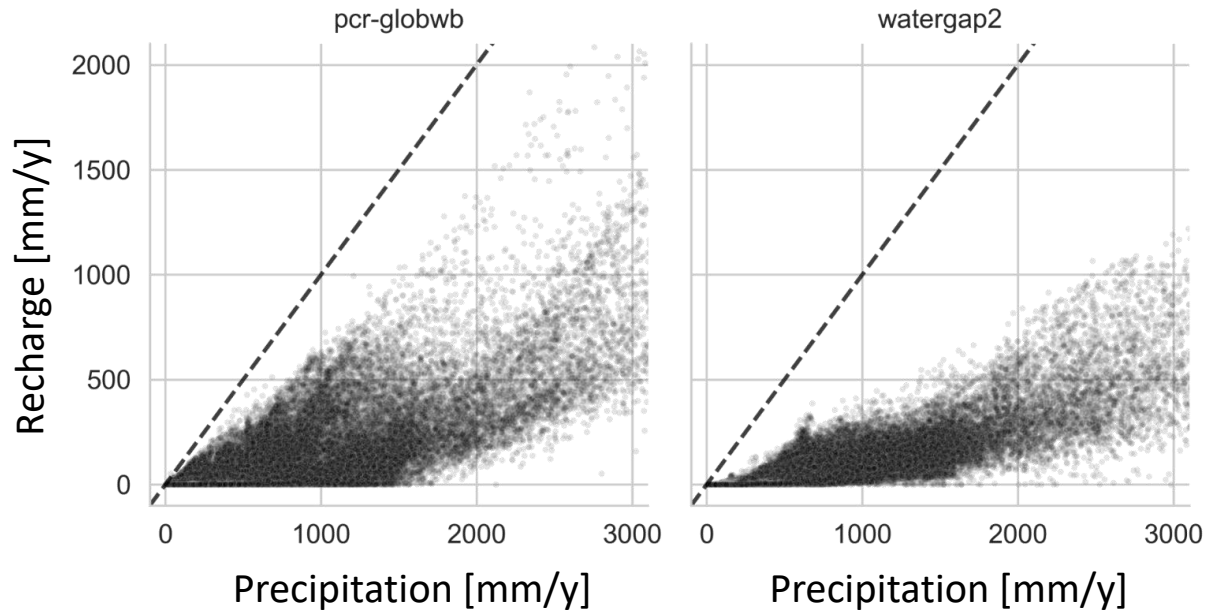 pcr-globwb
watergap2
Recharge [mm/y]
2000
1500
1000
500
0
0 1000 2000 3000
0 1000 2000 3000
Precipitation [mm/y]
Precipitation [mm/y]